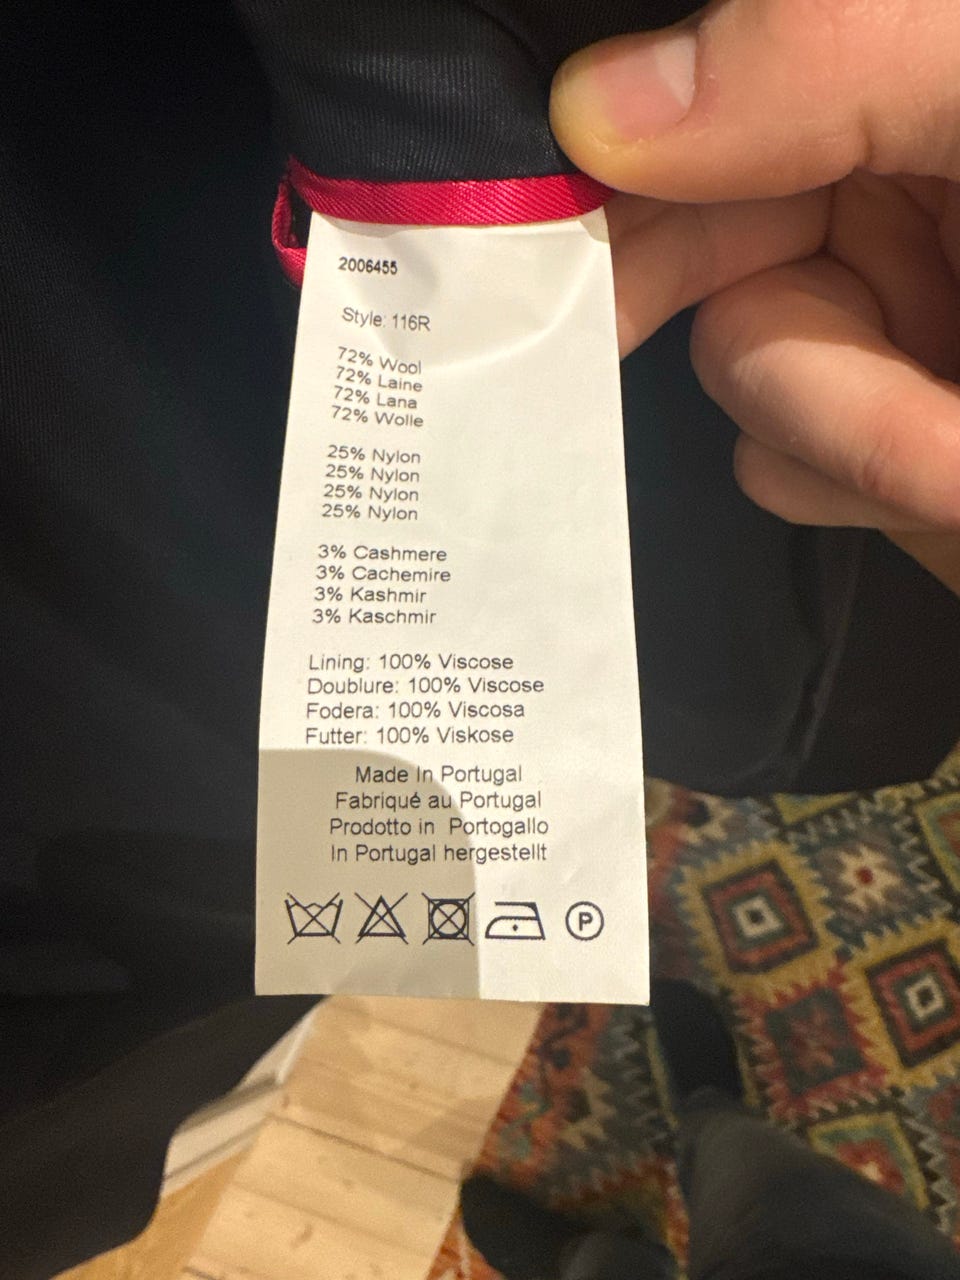 2006455
Style: 116R
72% Wool
72% Laine
72% Lana
72% Wolle
25% Nylon
25% Nylon
25% Nylon
25% Nylon
3% Cashmere
3% Cachemire
3% Kashmir
3% Kaschmir
Lining: 100% Viscose
Doublure: 100% Viscose
Fodera: 100% Viscosa
Futter: 100% Viskose
Made In Portugal
Fabriqué au Portugal
Prodotto in Portogallo
In Portugal hergestellt
P